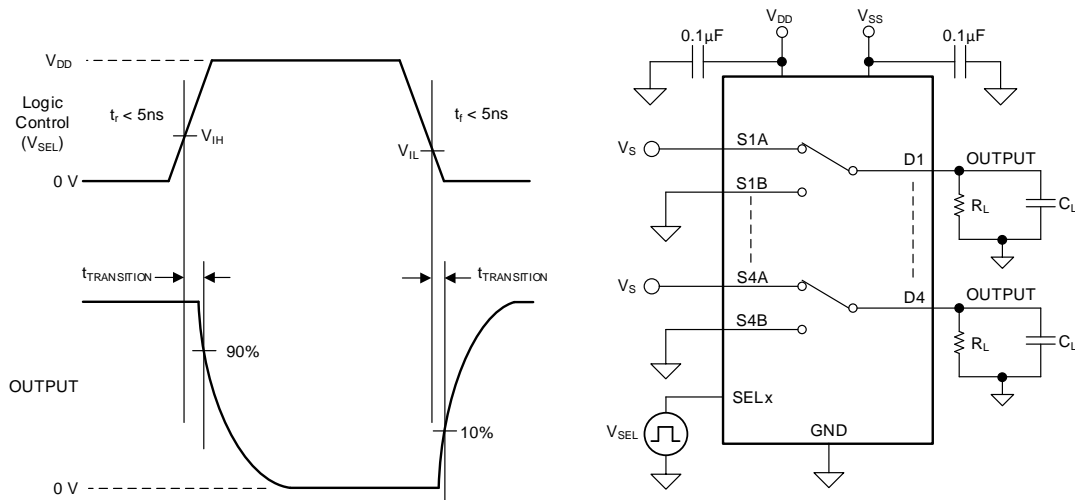 V_DD
Logic
Control
(V_SEL)
t_r < 5ns
V_IH
V_IL
t_f < 5ns
0 V
t_TRANSITION
t_TRANSITION
90%
OUTPUT
10%
0 V
V_DD
V_SS
0.1µF
0.1µF
V_S
S1A
D1
OUTPUT
S1B
R_L
C_L
V_S
S4A
D4
OUTPUT
S4B
R_L
C_L
SELx
V_SEL
GND